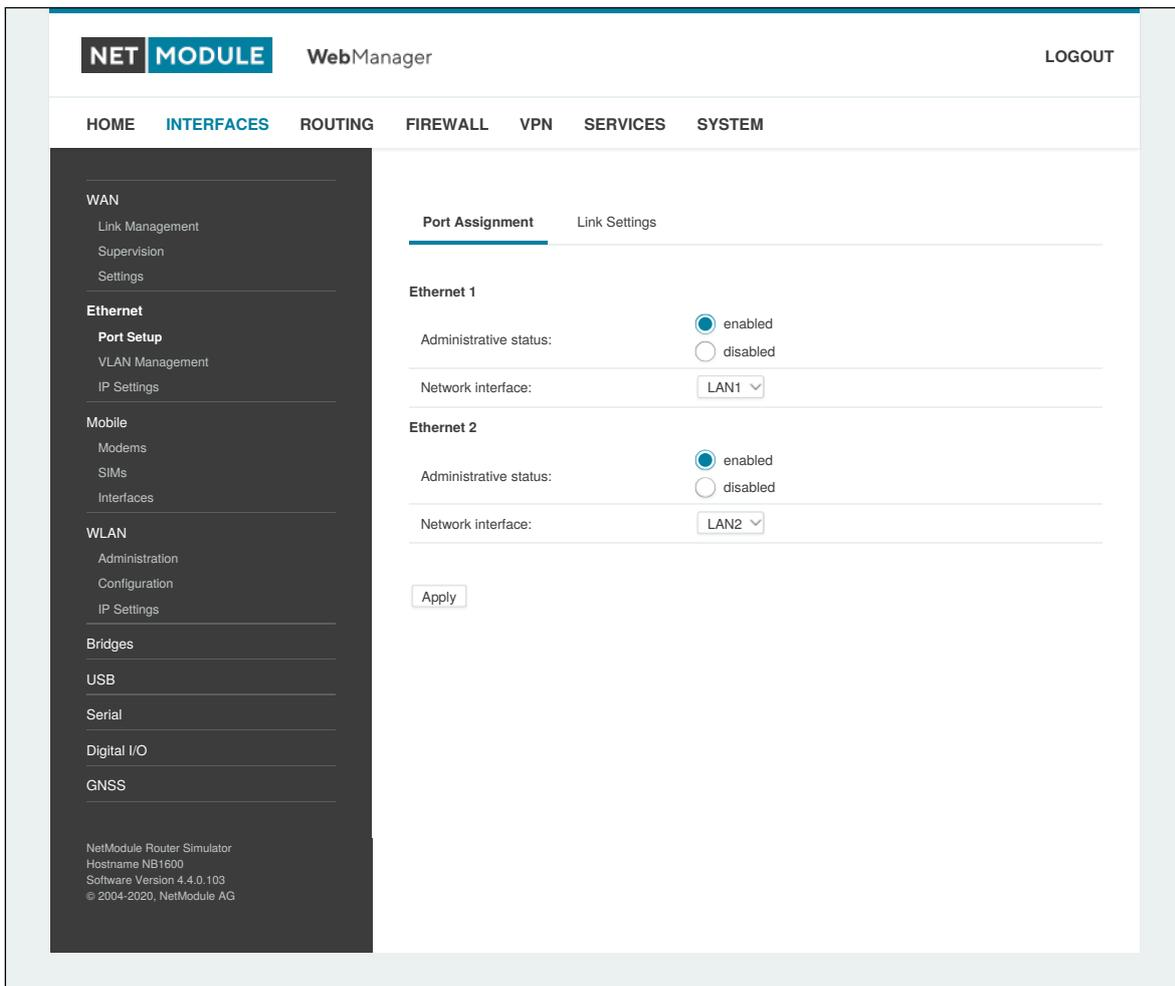 NET MODULE WebManager LOGOUT
HOME INTERFACES ROUTING FIREWALL VPN SERVICES SYSTEM
WAN
Link Management
Supervision
Settings
Ethernet
Port Setup
VLAN Management
IP Settings
Mobile
Modems
SIMs
Interfaces
WLAN
Administration
Configuration
IP Settings
Bridges
USB
Serial
Digital I/O
GNSS
NetModule Router Simulator
Hostname NB1600
Software Version 4.4.0.103
© 2004-2020, NetModule AG
Port Assignment Link Settings
Ethernet 1
Administrative status:
enabled
disabled
Network interface: LAN1
Ethernet 2
Administrative status:
enabled
disabled
Network interface: LAN2
Apply